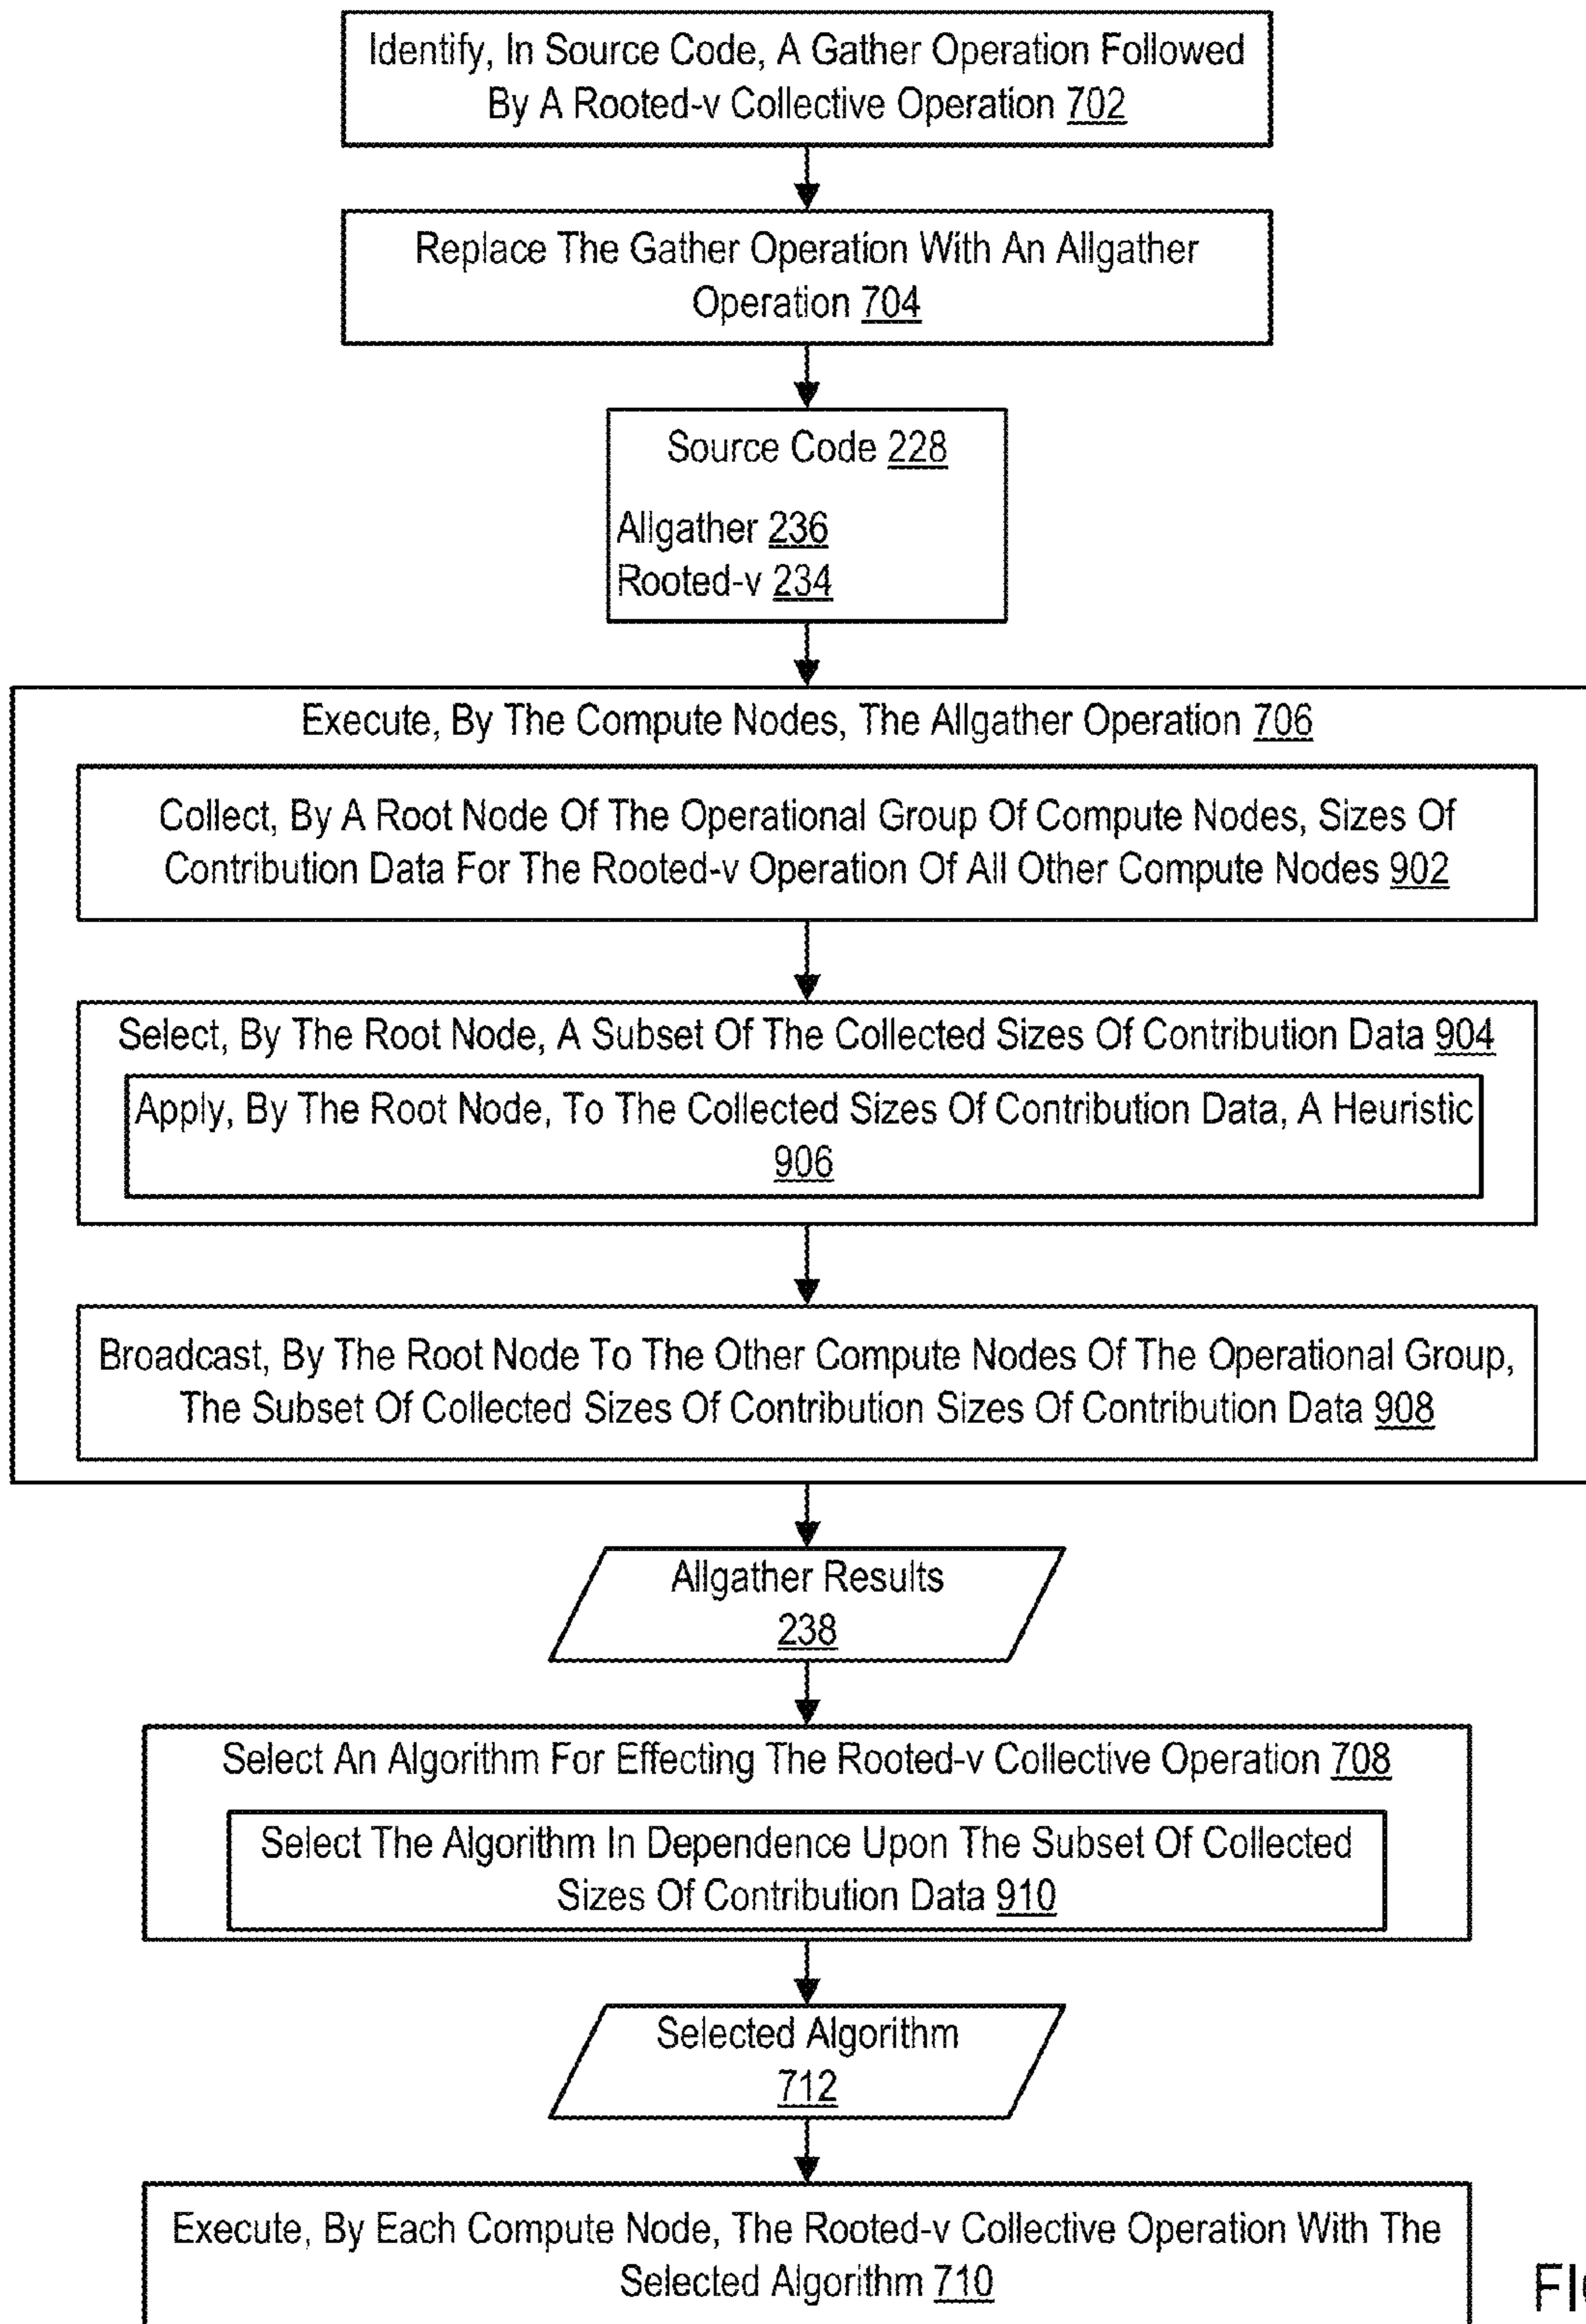 Identify, In Source Code, A Gather Operation Followed
By A Rooted-v Collective Operation 702
Replace The Gather Operation With An Allgather
Operation 704
Source Code 228
Allgather 236
Rooted-v 234
Execute, By The Compute Nodes, The Allgather Operation 706
Collect, By A Root Node Of The Operational Group Of Compute Nodes, Sizes Of
Contribution Data For The Rooted-v Operation Of All Other Compute Nodes 902
Select, By The Root Node, A Subset Of The Collected Sizes Of Contribution Data 904
Apply, By The Root Node, To The Collected Sizes Of Contribution Data, A Heuristic
906
Broadcast, By The Root Node To The Other Compute Nodes Of The Operational Group,
The Subset Of Collected Sizes Of Contribution Sizes Of Contribution Data 908
Allgather Results
238
Select An Algorithm For Effecting The Rooted-v Collective Operation 708
Select The Algorithm In Dependence Upon The Subset Of Collected
Sizes Of Contribution Data 910
Selected Algorithm
712
Execute, By Each Compute Node, The Rooted-v Collective Operation With The
Selected Algorithm 710